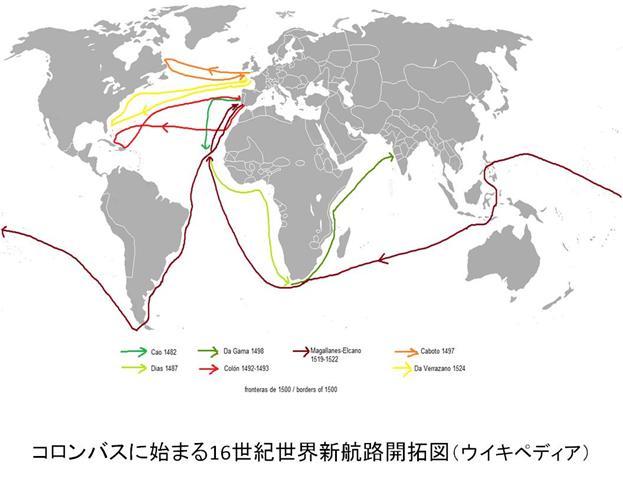 Cao 1482
Da Gama 1498
Magallanes-Elcano
1519-1522
Caboto 1497
Dias 1487
Colón 1492-1493
Da Verrazano 1524
fronteras de 1500 / borders of 1500
コロンバスに始まる16世紀世界新航路開拓図(ウイキペディア)